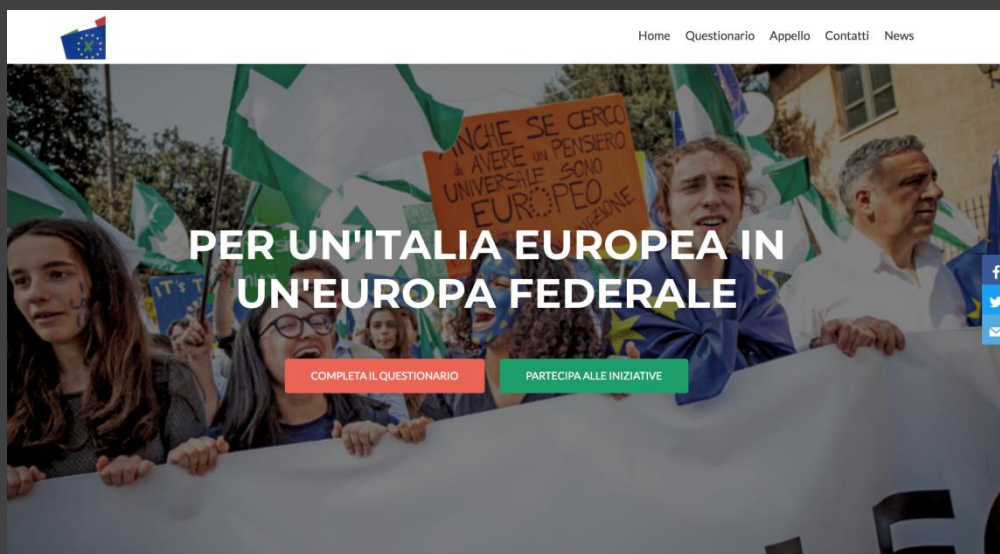 Home Questionario Appello Contatti News
ANCHE SE CERCO
di AVERE UN PENSIERO
UNIVERSALE SONO
EUROPEO
PER UN'ITALIA EUROPEA IN
UN'EUROPA FEDERALE
IT'S T
COMPLETA IL QUESTIONARIO PARTECIPA ALLE INIZIATIVE